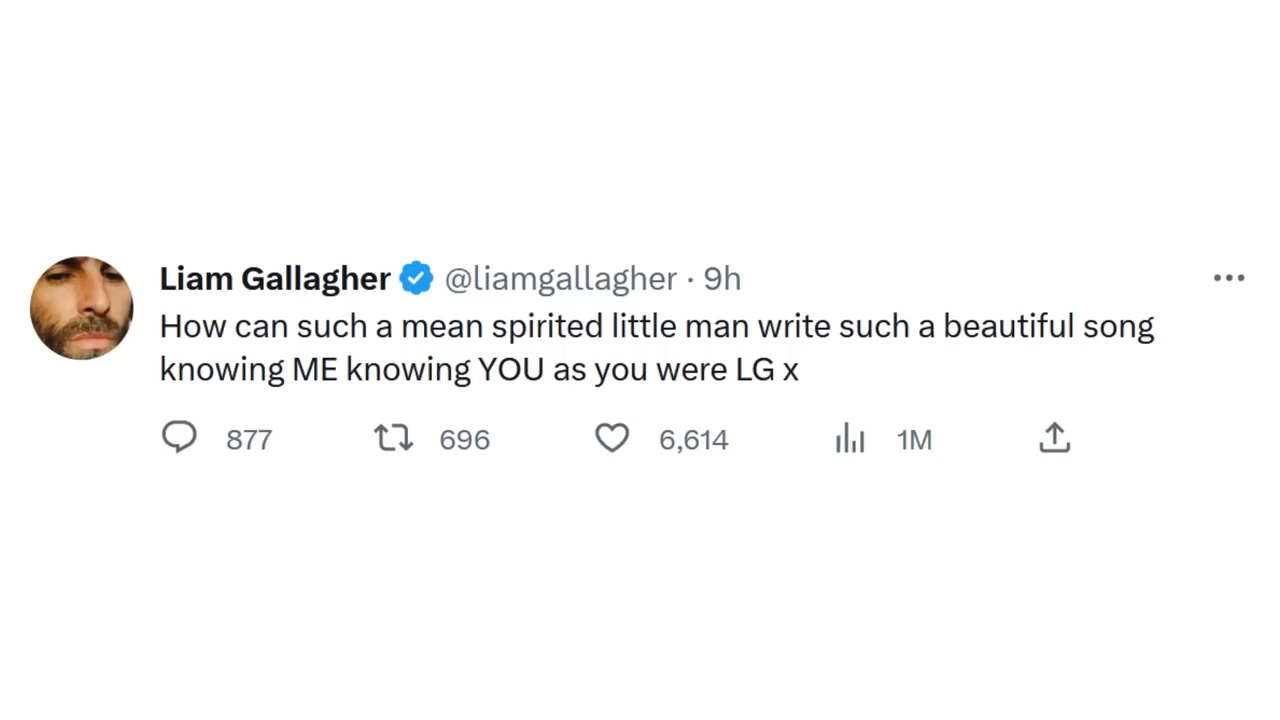 Liam Gallagher @liamgallagher · 9h
How can such a mean spirited little man write such a beautiful song
knowing ME knowing YOU as you were LG x
877 696 6,614 1M